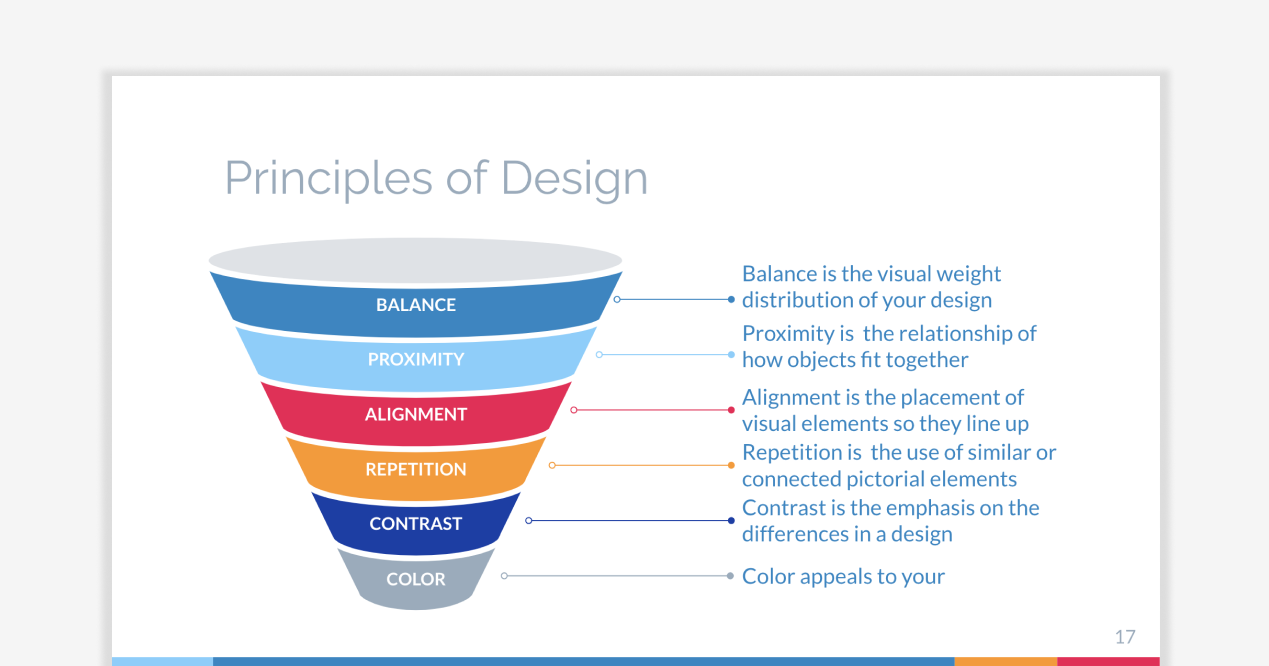 Principles of Design
BALANCE
Balance is the visual weight
distribution of your design
PROXIMITY
Proximity is  the relationship of
how objects fit together
ALIGNMENT
Alignment is the placement of
visual elements so they line up
REPETITION
Repetition is  the use of similar or
connected pictorial elements
CONTRAST
Contrast is the emphasis on the
differences in a design
COLOR
Color appeals to your
17